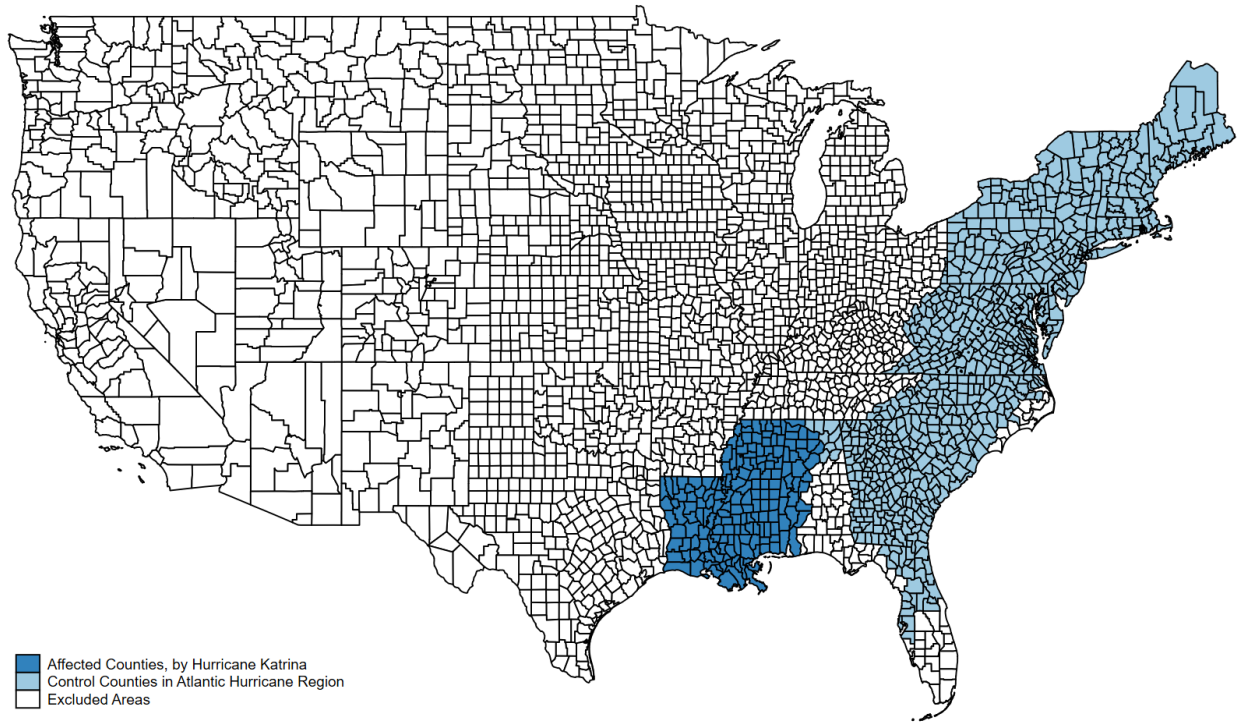 Affected Counties, by Hurricane Katrina
Control Counties in Atlantic Hurricane Region
Excluded Areas